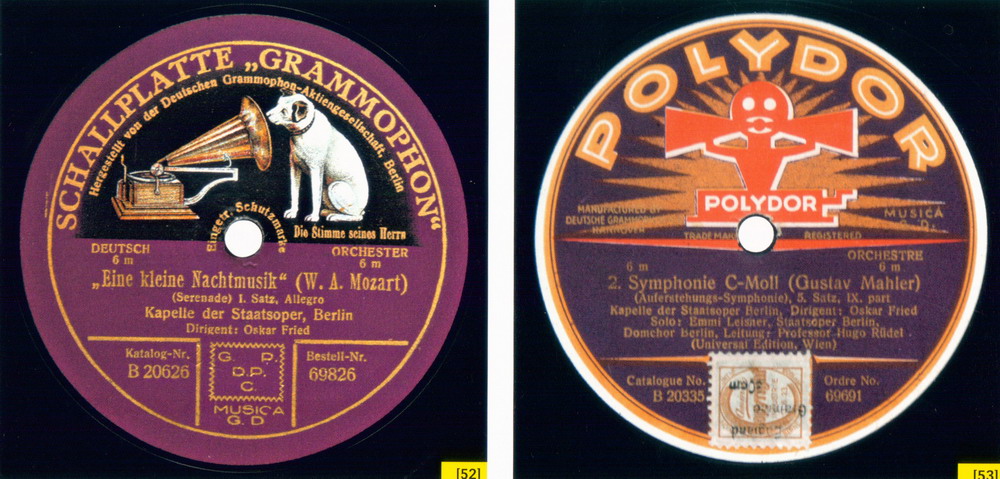 SCHALLPLATTE „GRAMMOPHON“
Hergestellt von der Deutschen Grammophon-Aktiengesellschaft, Berlin
Eingetr. Schutzmarke
Die Stimme seines Herrn
DEUTSCH
6 m
ORCHESTER
6 m
„Eine kleine Nachtmusik“ (W. A. Mozart)
(Serenade) I. Satz, Allegro
Kapelle der Staatsoper, Berlin
Dirigent: Oskar Fried
Katalog-Nr.
B 20626
G. P.
D.P.
C.
MUSICA
G. D
Bestell-Nr.
69826
[52]
POLYDOR
POLYDOR
MANUFACTURED BY
DEUTSCHE GRAMMOPHON
HANNOVER
MUSICA
G. D.
TRADE MARK
REGISTERED
ORCHESTRE
6 m
6 m
2. Symphonie C-Moll (Gustav Mahler)
(Auferstehungs-Symphonie), 5. Satz, IX. part
Kapelle der Staatsoper Berlin, Dirigent: Oskar Fried
Solo: Emmi Leisner, Staatsoper Berlin,
Domchor Berlin, Leitung: Professor Hugo Rüdel
(Universal Edition, Wien)
Catalogue No.
B 20335
Ordre No.
69691
England
[53]